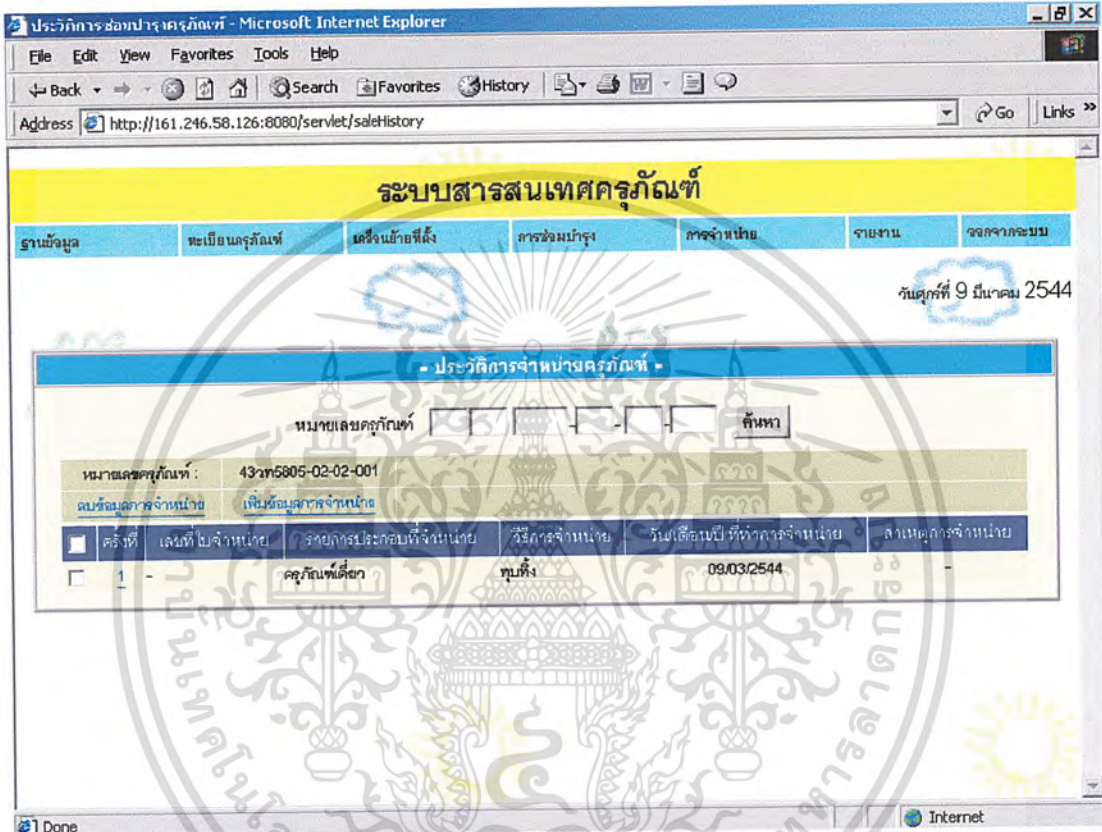 ประวัติการซ่อมบำรุงครุภัณฑ์ - Microsoft Internet Explorer
File Edit View Favorites Tools Help
Back Search Favorites History
Address http://161.246.58.126:8080/servlet/saleHistory Go Links »
ระบบสารสนเทศครุภัณฑ์
ฐานข้อมูล ทะเบียนครุภัณฑ์ เคลื่อนย้ายที่ตั้ง การซ่อมบำรุง การจำหน่าย รายงาน ออกจากระบบ
วันศุกร์ที่ 9 มีนาคม 2544
- ประวัติการจำหน่ายครุภัณฑ์ -
หมายเลขครุภัณฑ์ - - - ค้นหา
หมายเลขครุภัณฑ์ : 43วท5805-02-02-001
ลบข้อมูลการจำหน่าย เพิ่มข้อมูลการจำหน่าย
ครั้งที่ เลขที่ใบจำหน่าย รายการประกอบที่จำหน่าย วิธีการจำหน่าย วันเดือนปี ที่ทำการจำหน่าย สาเหตุการจำหน่าย
1 - ครุภัณฑ์เดี่ยว ทุบทิ้ง 09/03/2544 -
Done Internet